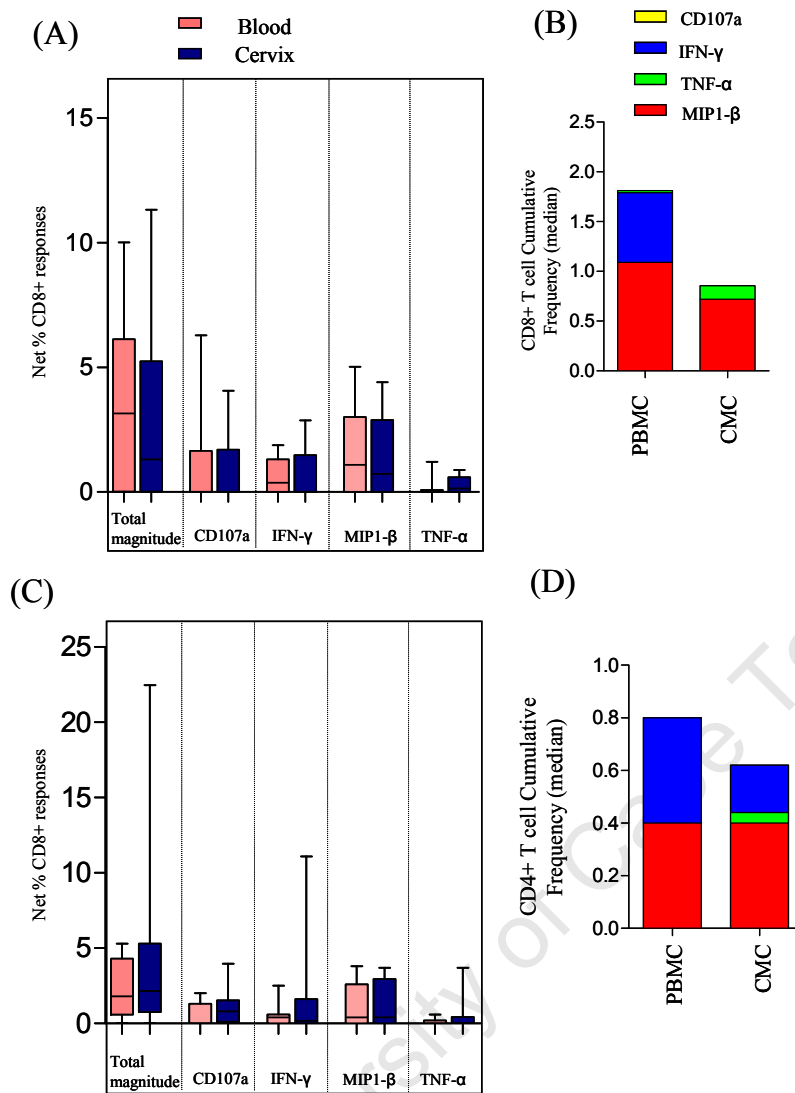 (A)
Blood
Cervix
Net % CD8+ responses
15
10
5
0
Total
magnitude
CD107a
IFN-γ
MIP1-β
TNF-α
(B)
CD107a
IFN-γ
TNF-α
MIP1-β
CD8+ T cell Cumulative
Frequency (median)
2.5
2.0
1.5
1.0
0.5
0.0
PBMC
CMC
(C)
Net % CD8+ responses
25
20
15
10
5
0
Total
magnitude
CD107a
IFN-γ
MIP1-β
TNF-α
(D)
CD4+ T cell Cumulative
Frequency (median)
1.0
0.8
0.6
0.4
0.2
0.0
PBMC
CMC